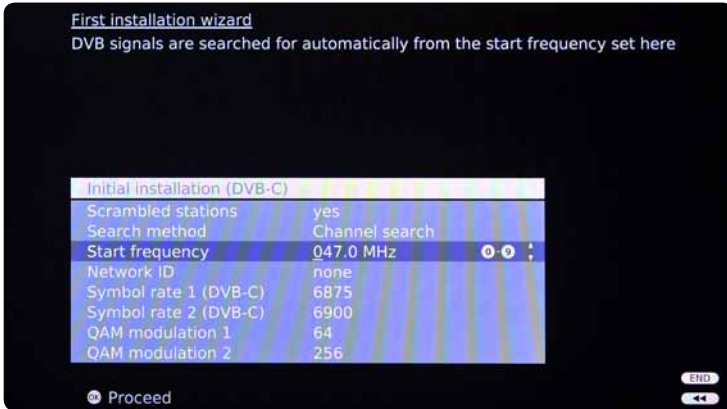 First installation wizard
DVB signals are searched for automatically from the start frequency set here
Initial installation (DVB-C)
Scrambled stations yes
Search method Channel search
Start frequency 047.0 MHz 0-9
Network ID none
Symbol rate 1 (DVB-C) 6875
Symbol rate 2 (DVB-C) 6900
QAM modulation 1 64
QAM modulation 2 256
END
OK Proceed